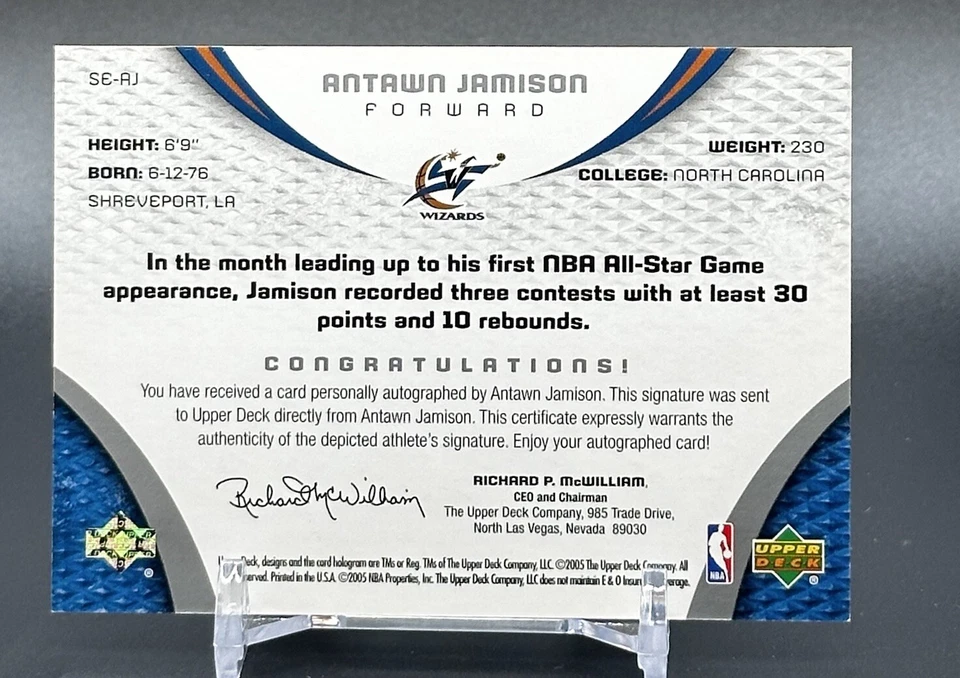 SE-AJ
ANTAWN JAMISON
FORWARD
HEIGHT: 6'9"
WEIGHT: 230
BORN: 6-12-76
COLLEGE: NORTH CAROLINA
SHREVEPORT, LA
WIZARDS
In the month leading up to his first NBA All-Star Game
appearance, Jamison recorded three contests with at least 30
points and 10 rebounds.
CONGRATULATIONS!
You have received a card personally autographed by Antawn Jamison. This signature was sent
to Upper Deck directly from Antawn Jamison. This certificate expressly warrants the
authenticity of the depicted athlete's signature. Enjoy your autographed card!
Richard P. McWilliam
RICHARD P. McWILLIAM,
CEO and Chairman
The Upper Deck Company, 985 Trade Drive,
North Las Vegas, Nevada 89030
Deck, designs and the card hologram are TMs or Reg. TMs of The Upper Deck Company, LLC. ©2005 The Upper Deck Company. All
served. Printed in the U.S.A. ©2005 NBA Properties, Inc. The Upper Deck Company, LLC does not maintain E & O
NBA
UPPER
DECK
®
®